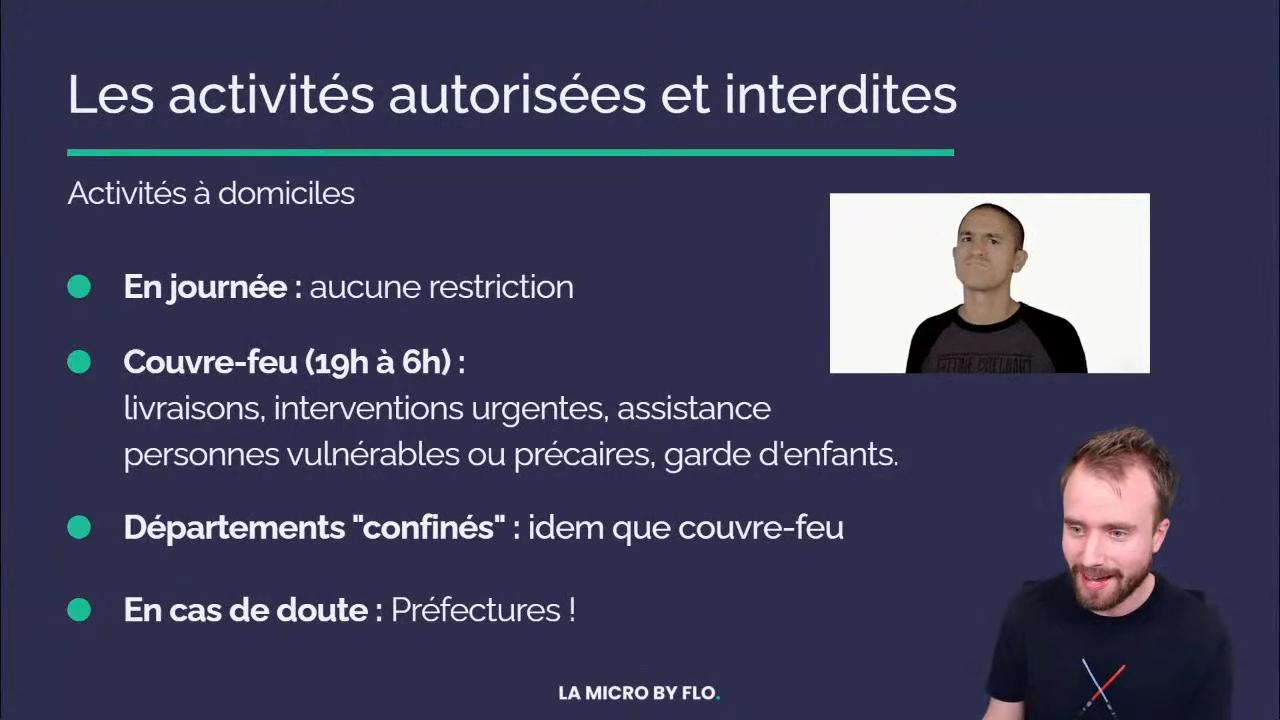 Les activités autorisées et interdites
Activités à domiciles
En journée : aucune restriction
Couvre-feu (19h à 6h) :
livraisons, interventions urgentes, assistance
personnes vulnérables ou précaires, garde d'enfants.
Départements "confinés" : idem que couvre-feu
En cas de doute : Préfectures !
LA MICRO BY FLO.